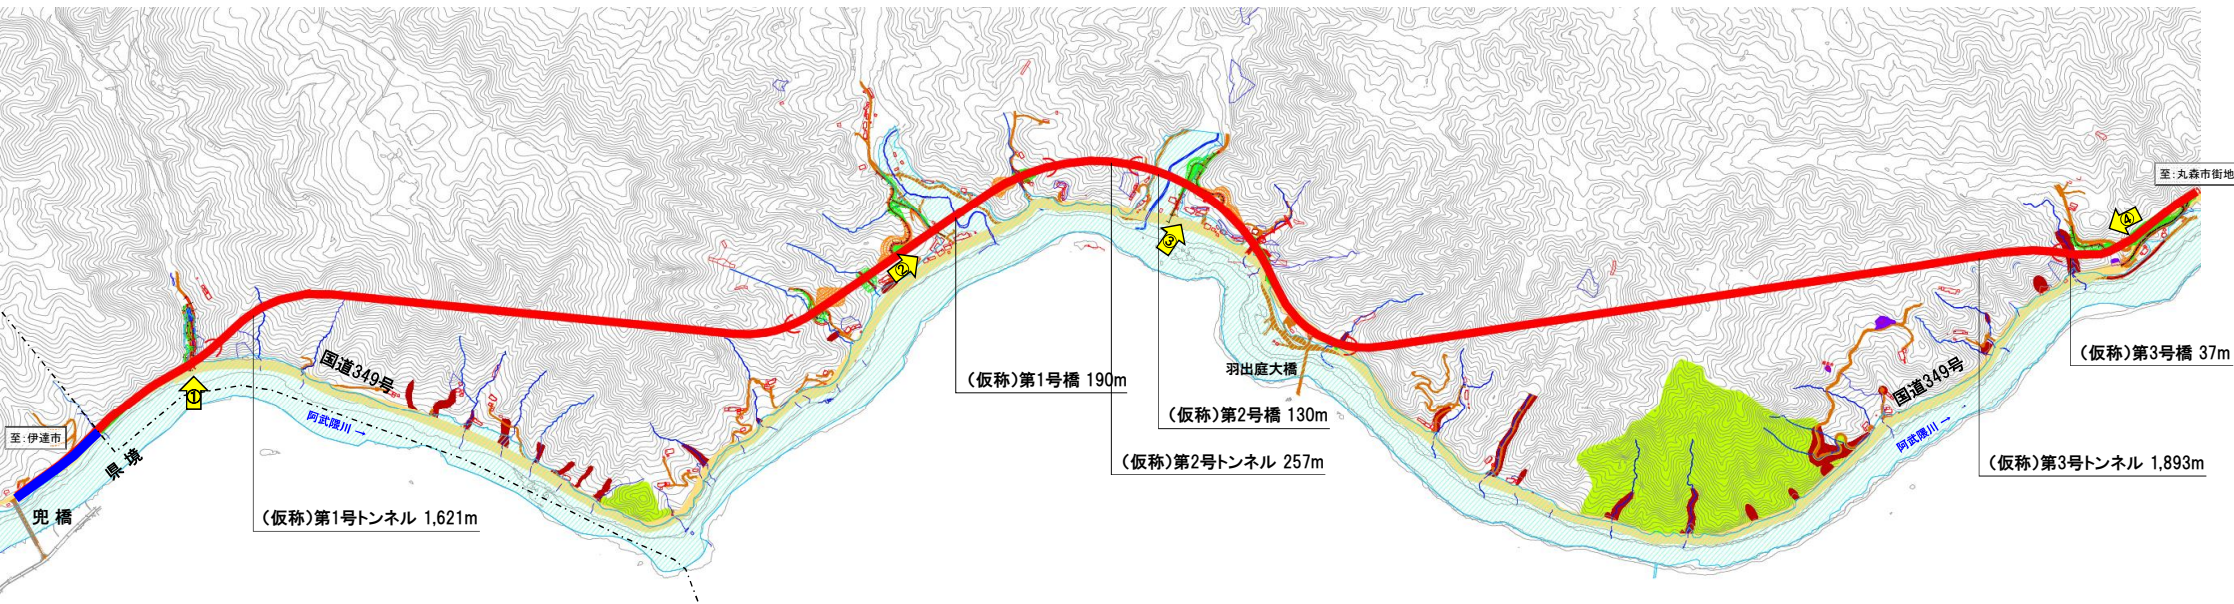 至:伊達市
兜橋
県境
①
国道349号
阿武隈川→
(仮称)第1号トンネル 1,621m
②
(仮称)第1号橋 190m
③
(仮称)第2号橋 130m
(仮称)第2号トンネル 257m
羽出庭大橋
国道349号
阿武隈川→
④
至:丸森市街地
(仮称)第3号橋 37m
(仮称)第3号トンネル 1,893m